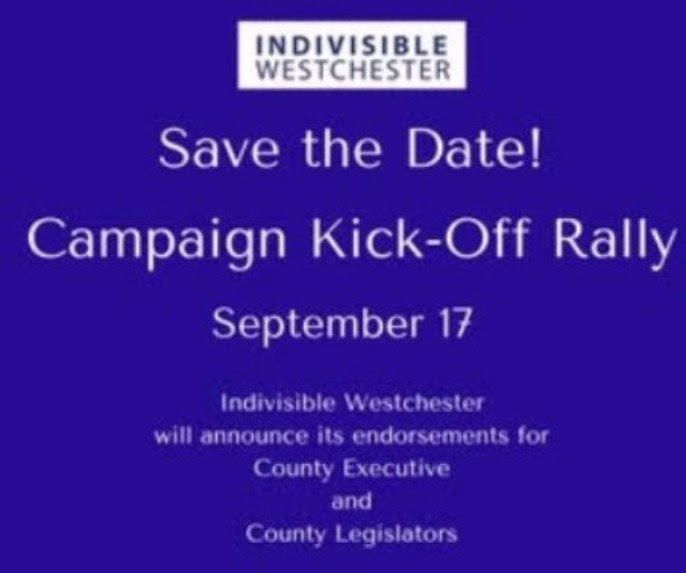 INDIVISIBLE
WESTCHESTER
Save the Date!
Campaign Kick-Off Rally
September 17
Indivisible Westchester
will announce its endorsements for
County Executive
and
County Legislators